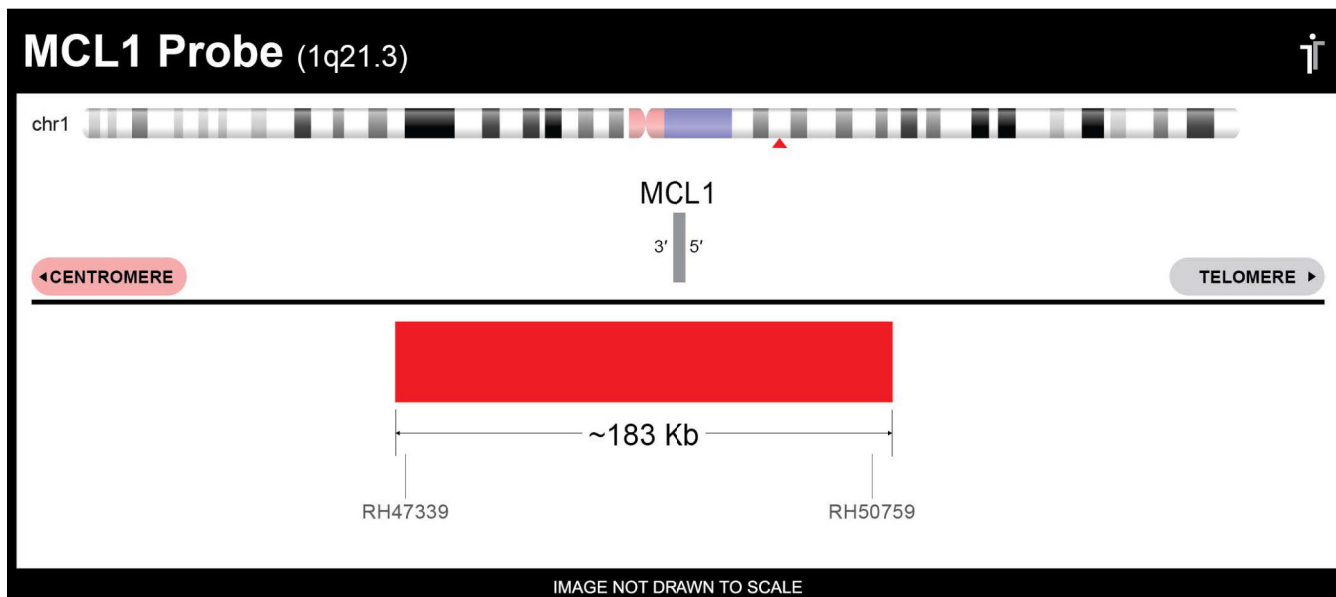 MCL1 Probe (1q21.3)
chr1
MCL1
3′ 5′
CENTROMERE
TELOMERE
~183 Kb
RH47339
RH50759
IMAGE NOT DRAWN TO SCALE